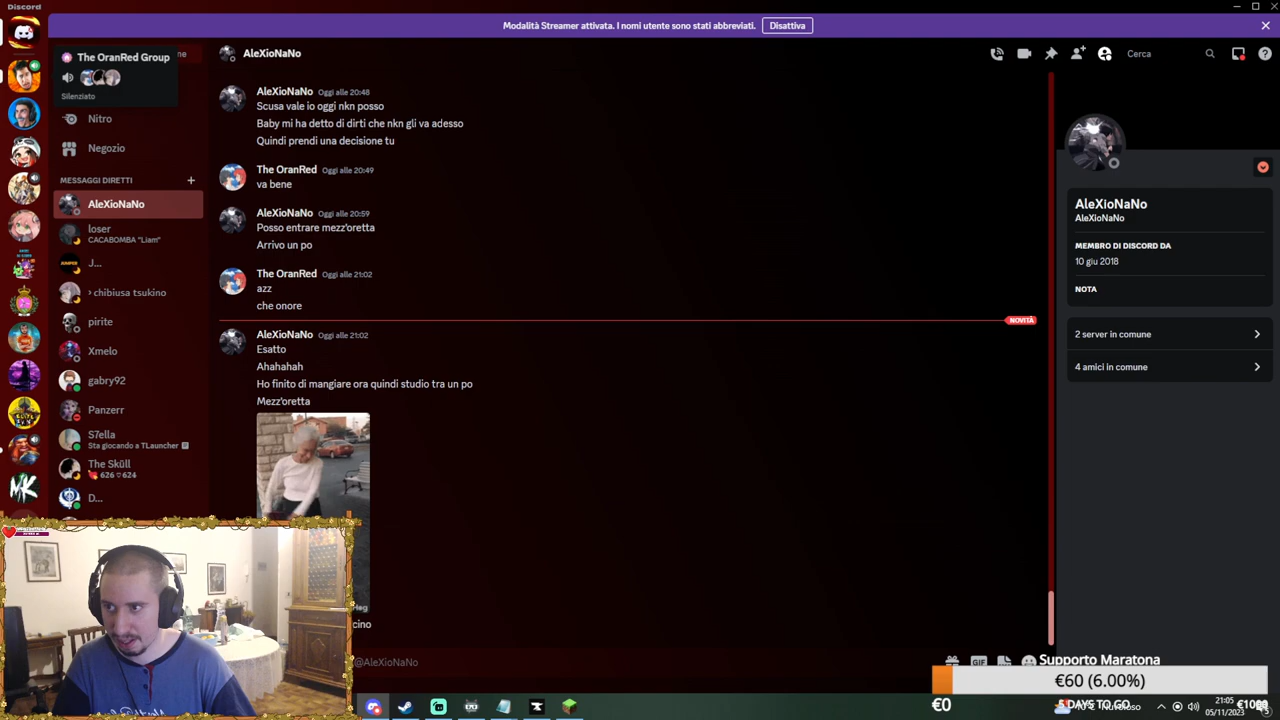 Discord
Modalità Streamer attivata. I nomi utente sono stati abbreviati.
Disattiva
The OranRed Group
ne
Silenziato
Nitro
Negozio
MESSAGGI DIRETTI
AleXioNaNo
loser
CACABOMBA "Liam"
J...
› chibiusa tsukino
pirite
Xmelo
gabry92
Panzerr
S7ella
Sta giocando a TLauncher
The Sküll
626 ♡ 624
D...
MK
AleXioNaNo
Cerca
AleXioNaNo Oggi alle 20:48
Scusa vale io oggi nkn posso
Baby mi ha detto di dirti che nkn gli va adesso
Quindi prendi una decisione tu
The OranRed Oggi alle 20:49
va bene
AleXioNaNo Oggi alle 20:59
Posso entrare mezz'oretta
Arrivo un po
The OranRed Oggi alle 21:02
azz
che onore
NOVITÀ
AleXioNaNo Oggi alle 21:02
Esatto
Ahahahah
Ho finito di mangiare ora quindi studio tra un po
Mezz'oretta
cino
@AleXioNaNo
GIF
AleXioNaNo
AleXioNaNo
MEMBRO DI DISCORD DA
10 giu 2018
NOTA
2 server in comune
4 amici in comune
Supporto Maratona
€60 (6.00%)
€0
5 DAYS TO GO
21:05
05/11/2023